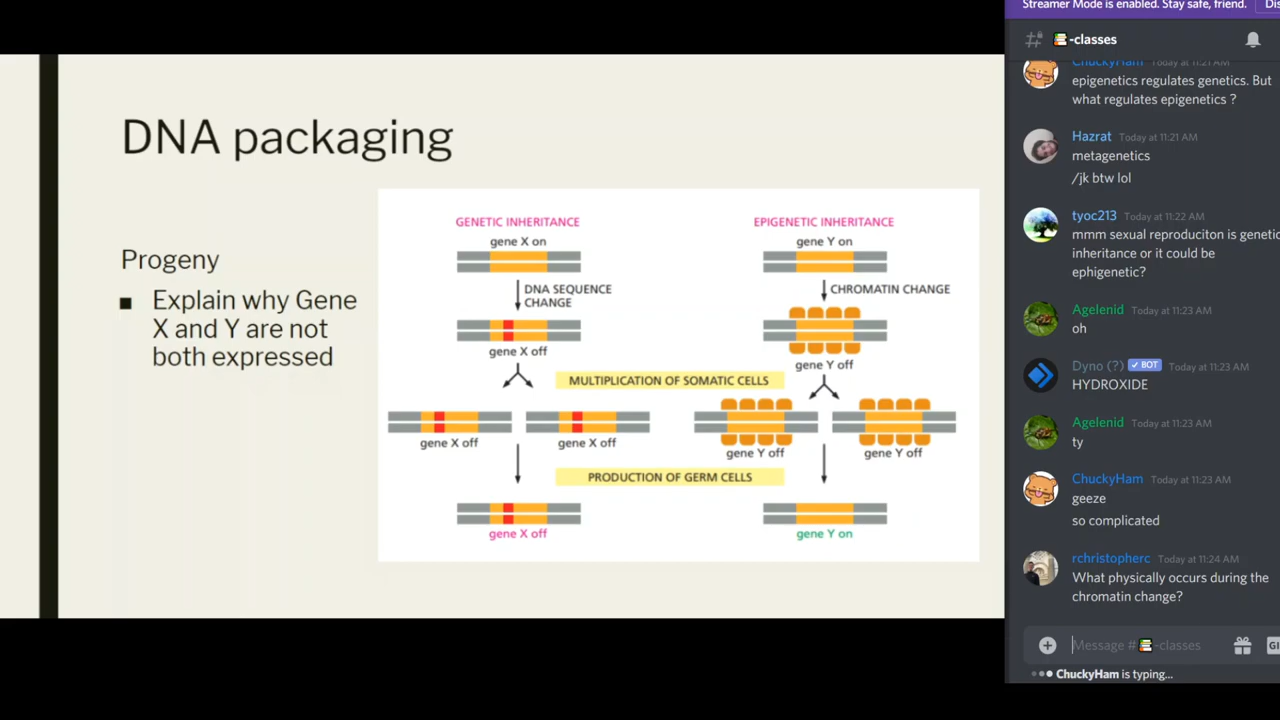 DNA packaging
Progeny
■ Explain why Gene
X and Y are not
both expressed
GENETIC INHERITANCE
gene X on
DNA SEQUENCE
CHANGE
gene X off
EPIGENETIC INHERITANCE
gene Y on
CHROMATIN CHANGE
gene Y off
MULTIPLICATION OF SOMATIC CELLS
gene X off
gene X off
gene Y off
gene Y off
PRODUCTION OF GERM CELLS
gene X off
gene Y on
Streamer Mode is enabled. Stay safe, friend.
-classes
ChuckyHam Today at 11:21 AM
epigenetics regulates genetics. But
what regulates epigenetics ?
Hazrat Today at 11:21 AM
metagenetics
/jk btw lol
tyoc213 Today at 11:22 AM
mmm sexual reproduciton is genetic
inheritance or it could be
ephigenetic?
Agelenid Today at 11:23 AM
oh
Dyno (?) ✓ BOT Today at 11:23 AM
HYDROXIDE
Agelenid Today at 11:23 AM
ty
ChuckyHam Today at 11:23 AM
geeze
so complicated
rchristopherc Today at 11:24 AM
What physically occurs during the
chromatin change?
Message # -classes
ChuckyHam is typing...